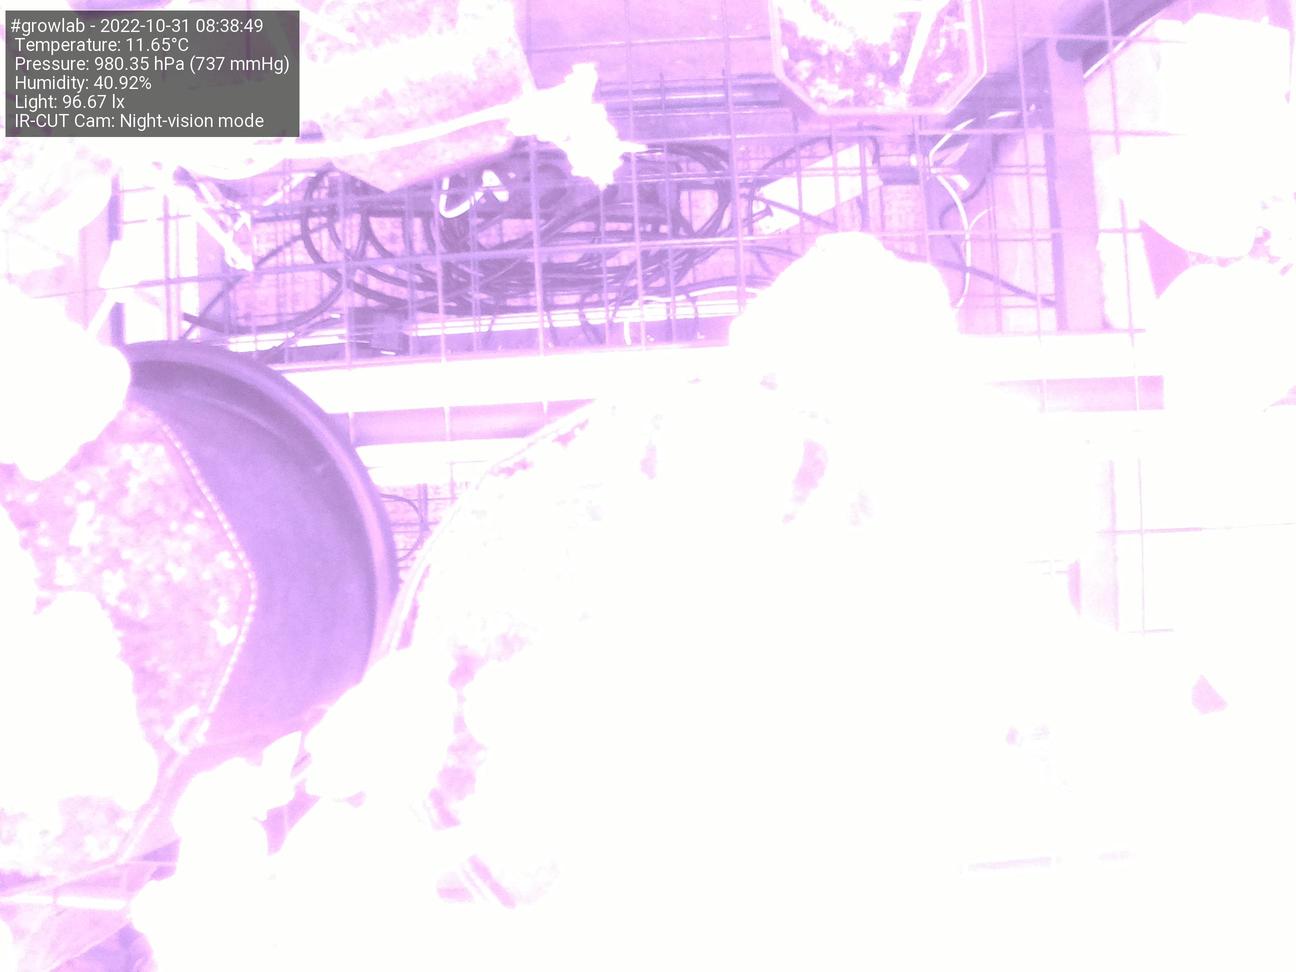 #growlab - 2022-10-31 08:38:49
Temperature: 11.65°C
Pressure: 980.35 hPa (737 mmHg)
Humidity: 40.92%
Light: 96.67 lx
IR-CUT Cam: Night-vision mode